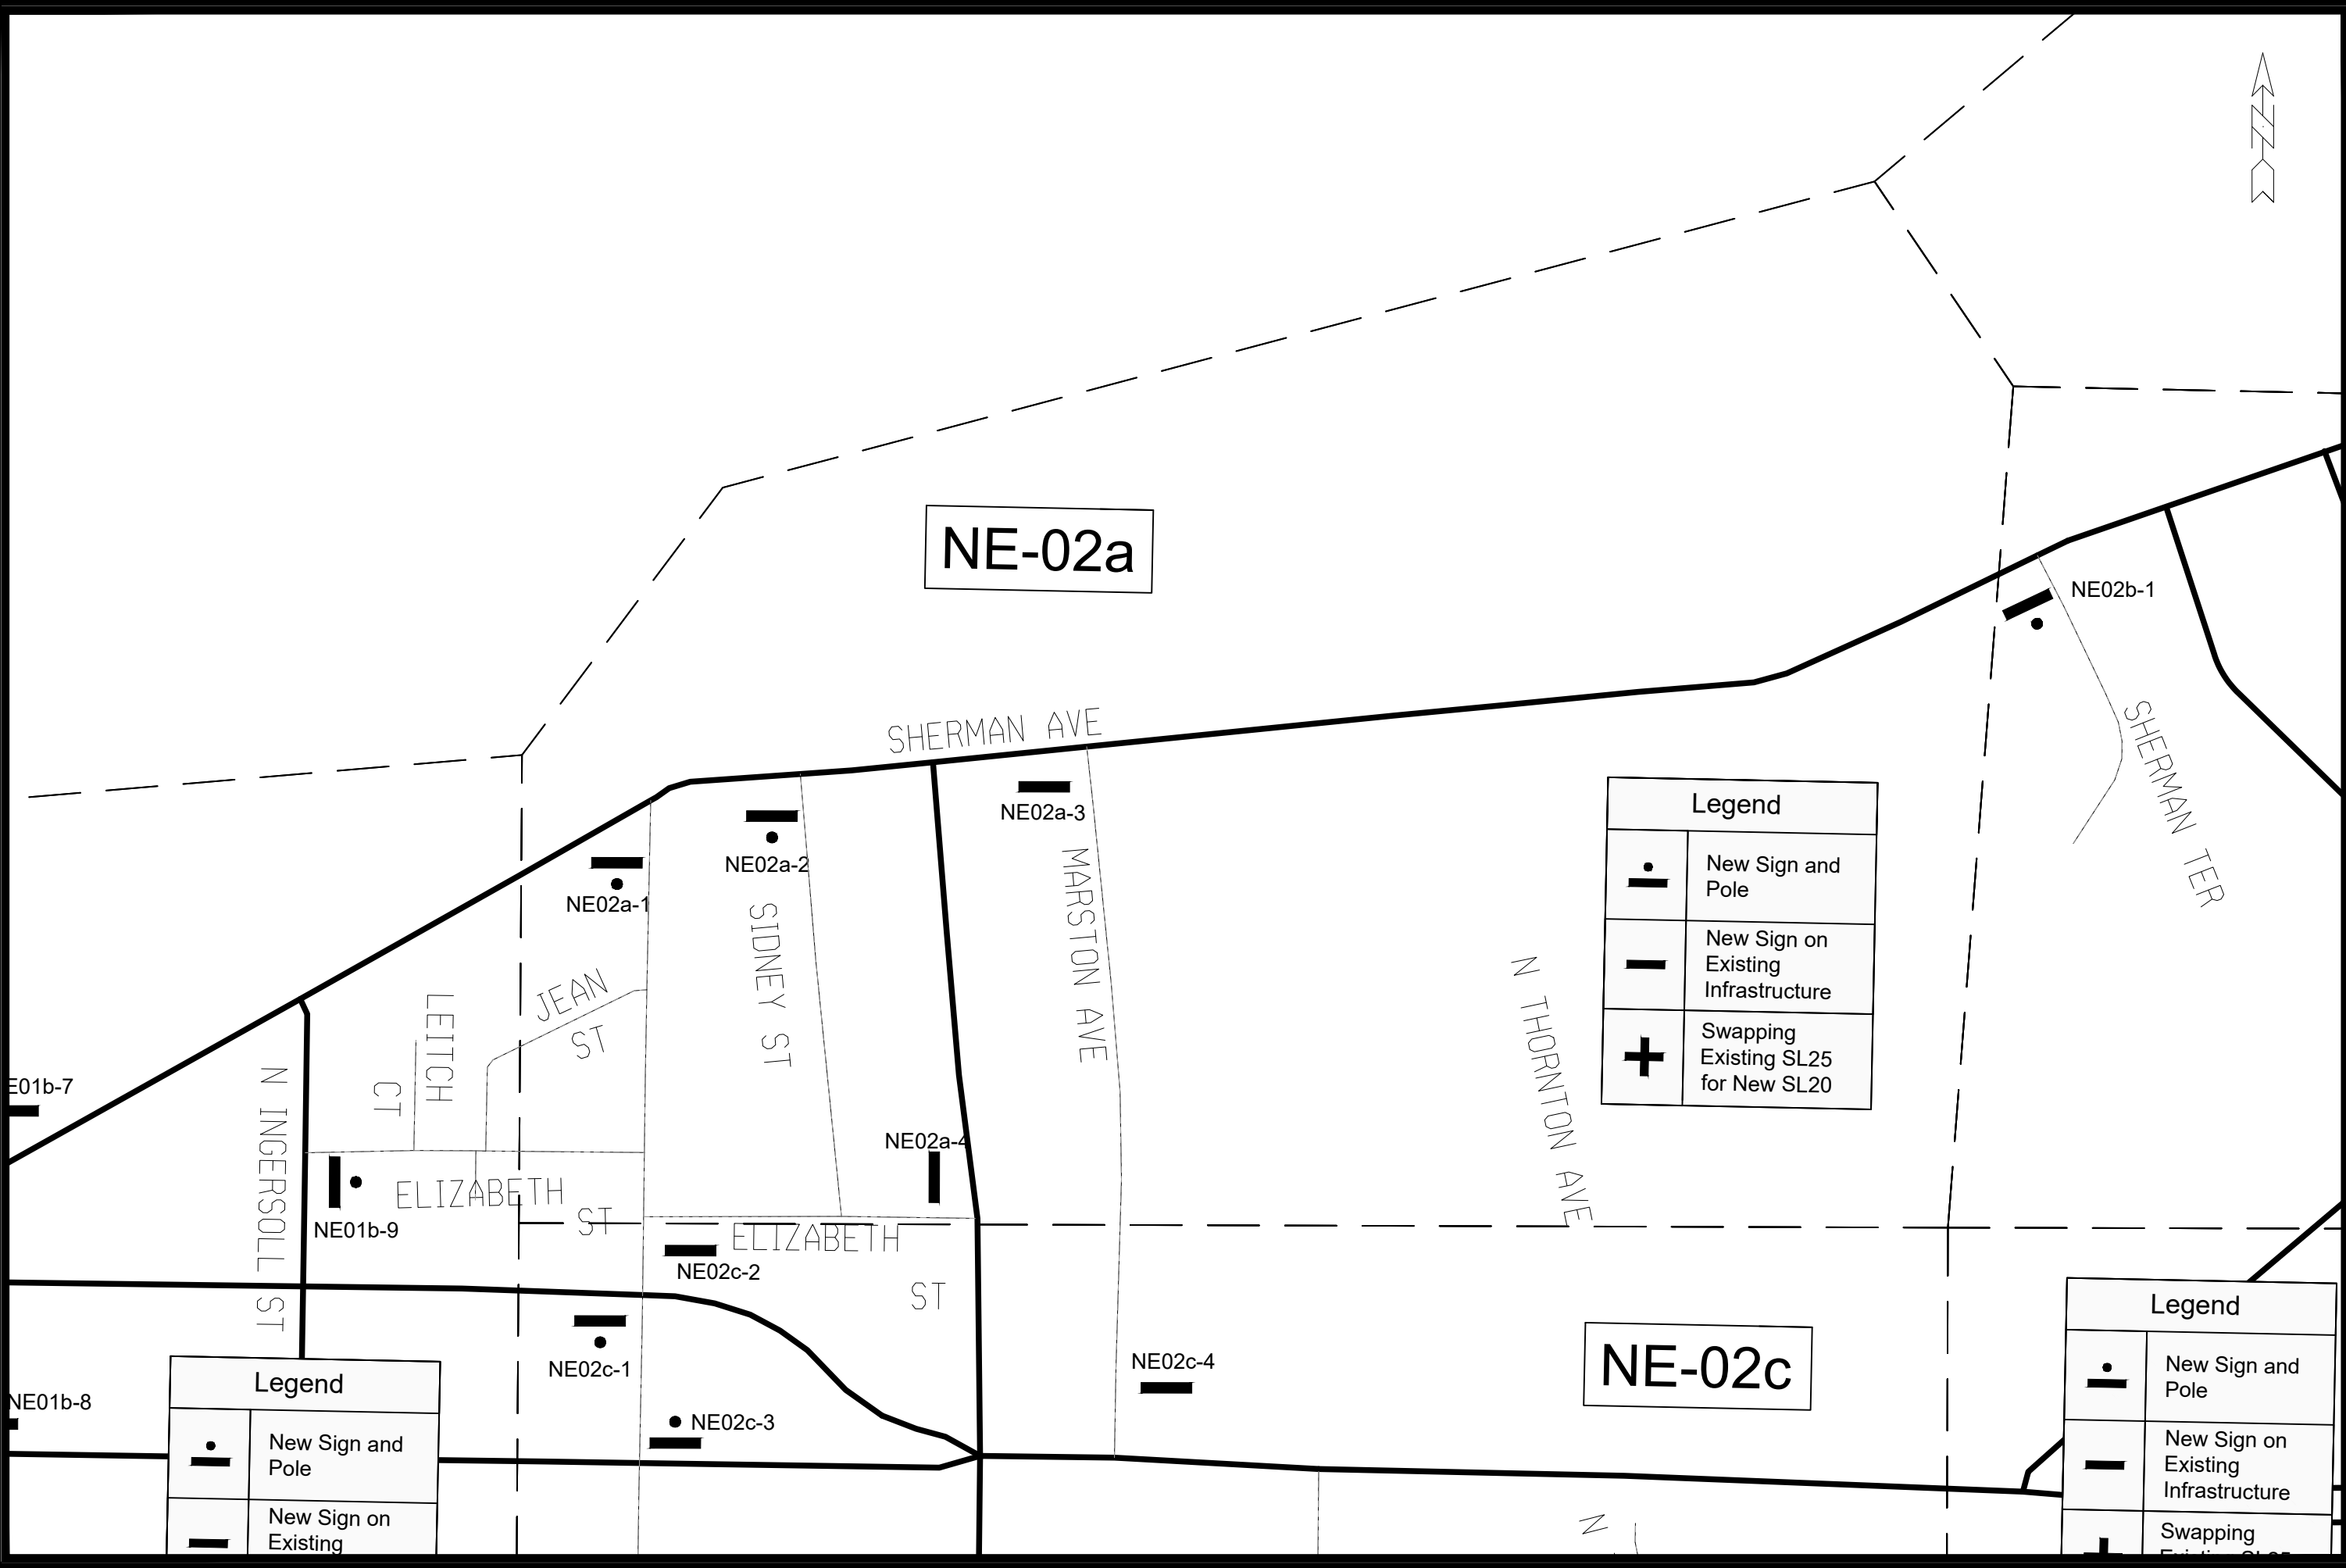 NE-02a
NE02b-1
SHERMAN AVE
SHERMAN TER
NE02a-3
NE02a-2
NE02a-1
Legend
New Sign and
Pole
New Sign on
Existing
Infrastructure
Swapping
Existing SL25
for New SL20
MARSTON AVE
SIDNEY ST
N THORNTON AVE
JEAN
ST
LEITCH
CT
N INGERSOLL ST
E01b-7
NE02a-4
ELIZABETH
ST
NE01b-9
ELIZABETH
ST
NE02c-2
NE02c-1
NE02c-4
NE-02c
NE01b-8
NE02c-3
Legend
New Sign and
Pole
New Sign on
Existing
Legend
New Sign and
Pole
New Sign on
Existing
Infrastructure
Swapping
N
N